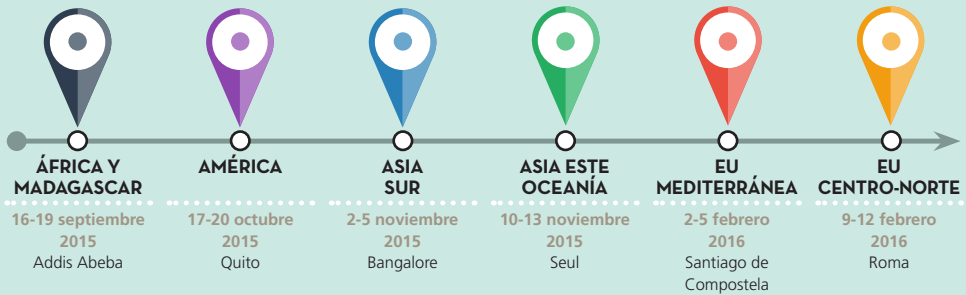 ÁFRICA Y
MADAGASCAR
16-19 septiembre
2015
Addis Abeba
AMÉRICA
17-20 octubre
2015
Quito
ASIA
SUR
2-5 noviembre
2015
Bangalore
ASIA ESTE
OCEANÍA
10-13 noviembre
2015
Seul
EU
MEDITERRÁNEA
2-5 febrero
2016
Santiago de
Compostela
EU
CENTRO-NORTE
9-12 febrero
2016
Roma